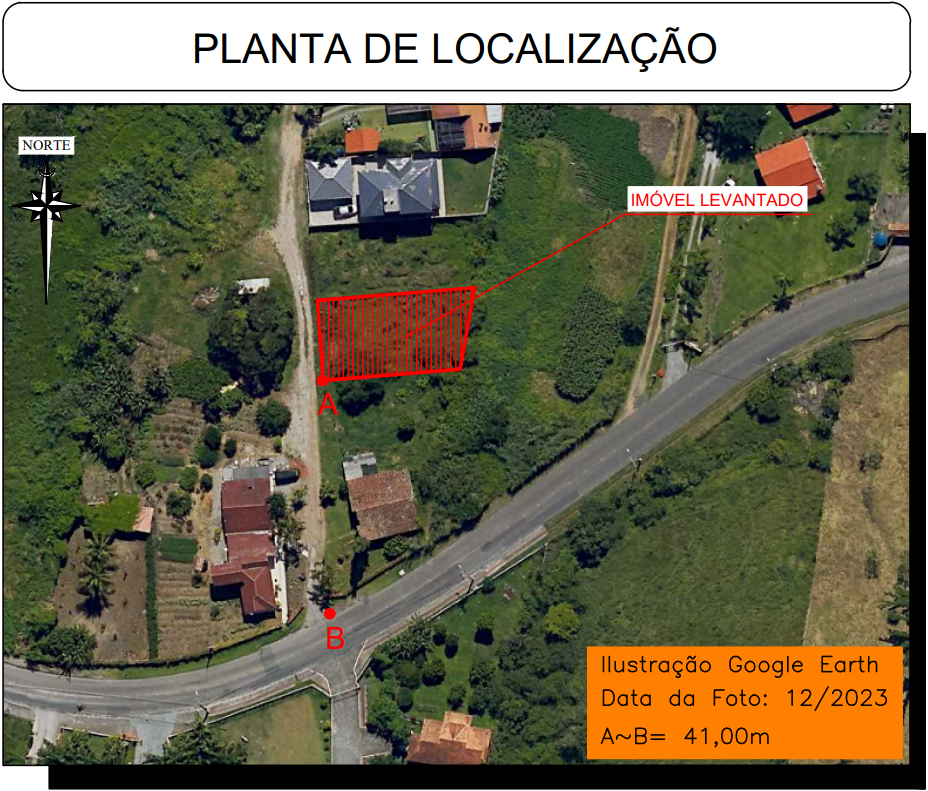 PLANTA DE LOCALIZAÇÃO
NORTE
IMÓVEL LEVANTADO
A
B
Ilustração Google Earth
Data da Foto: 12/2023
A~B= 41,00m